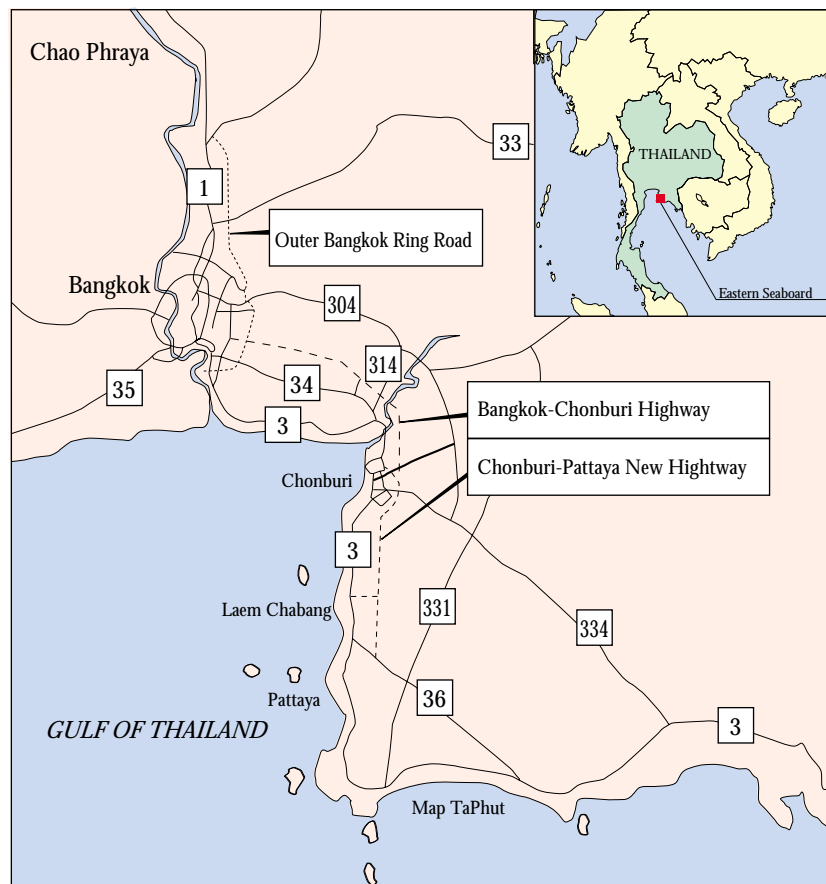 Chao Phraya
33
THAILAND
1
Outer Bangkok Ring Road
Bangkok
Eastern Seaboard
304
314
35
34
Bangkok-Chonburi Highway
3
Chonburi-Pattaya New Hightway
Chonburi
3
Laem Chabang
331
334
Pattaya
36
GULF OF THAILAND
3
Map TaPhut